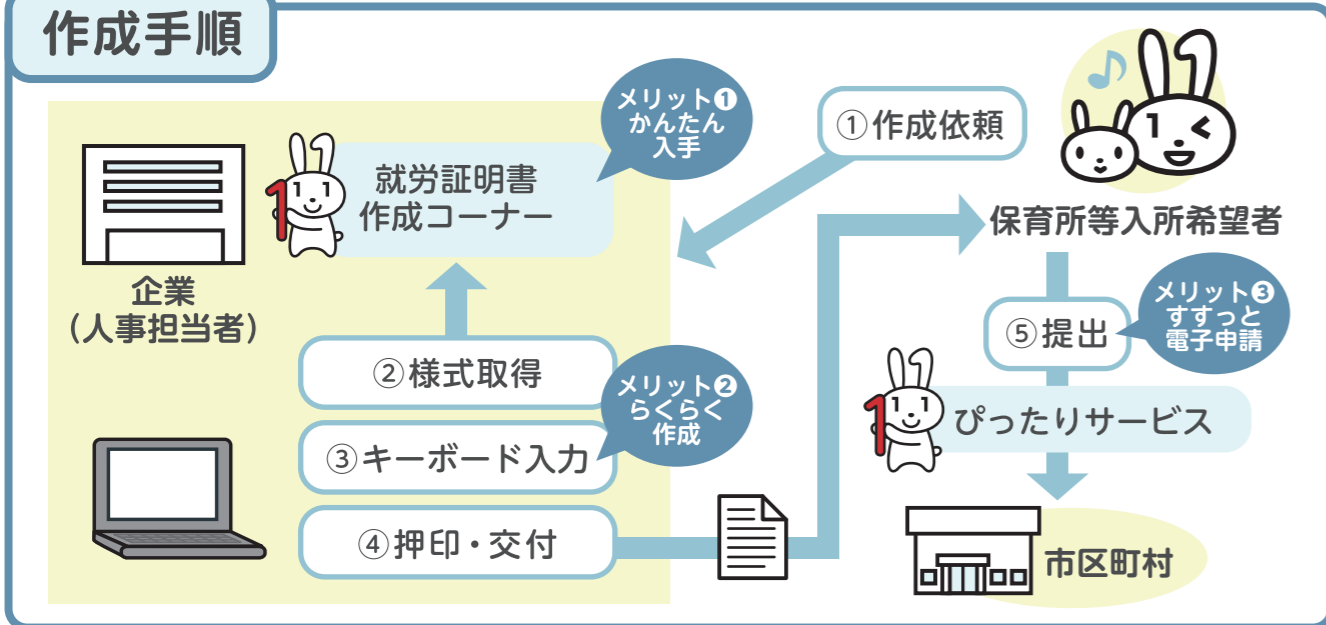 作成手順
メリット❶
かんたん
入手
①作成依頼
就労証明書
作成コーナー
企業
（人事担当者）
保育所等入所希望者
②様式取得
メリット❷
らくらく
作成
③キーボード入力
④押印・交付
メリット❸
すすっと
電子申請
⑤提出
ぴったりサービス
市区町村